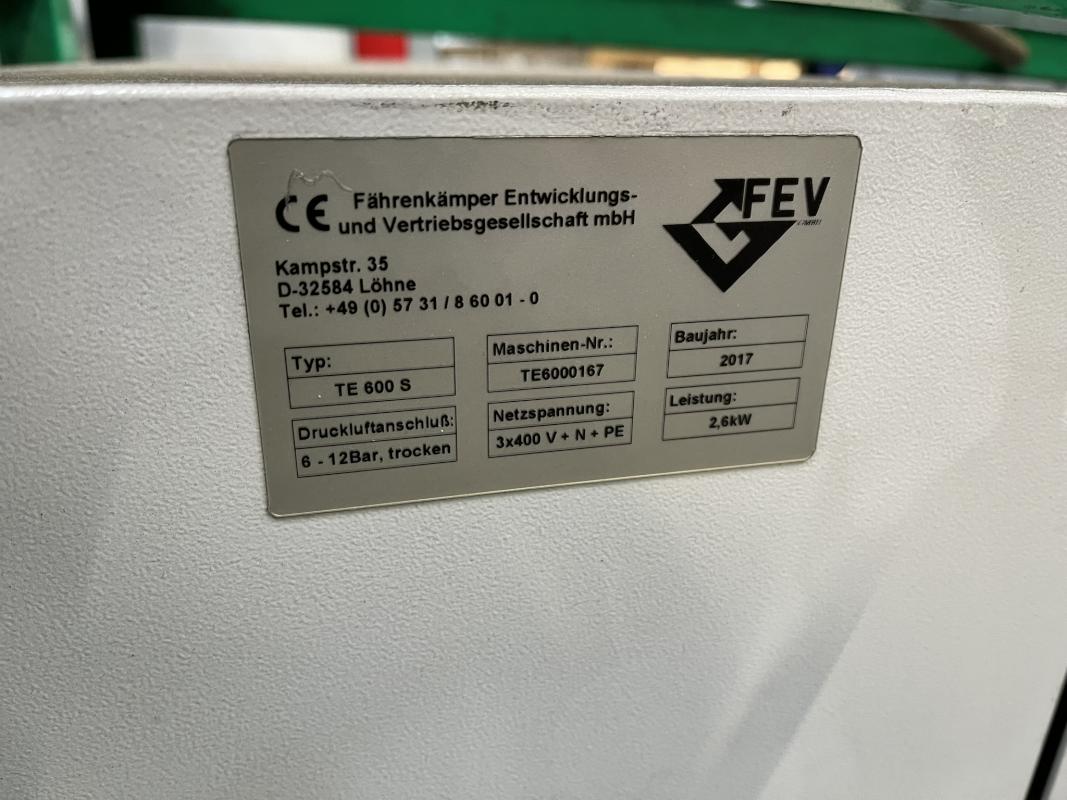 CE Fährenkämper Entwicklungs-
und Vertriebsgesellschaft mbH
FEV
GMBH
Kampstr. 35
D-32584 Löhne
Tel.: +49 (0) 57 31 / 8 60 01 - 0
Typ:
TE 600 S
Maschinen-Nr.:
TE6000167
Baujahr:
2017
Druckluftanschluß:
6 - 12Bar, trocken
Netzspannung:
3x400 V + N + PE
Leistung:
2,6kW